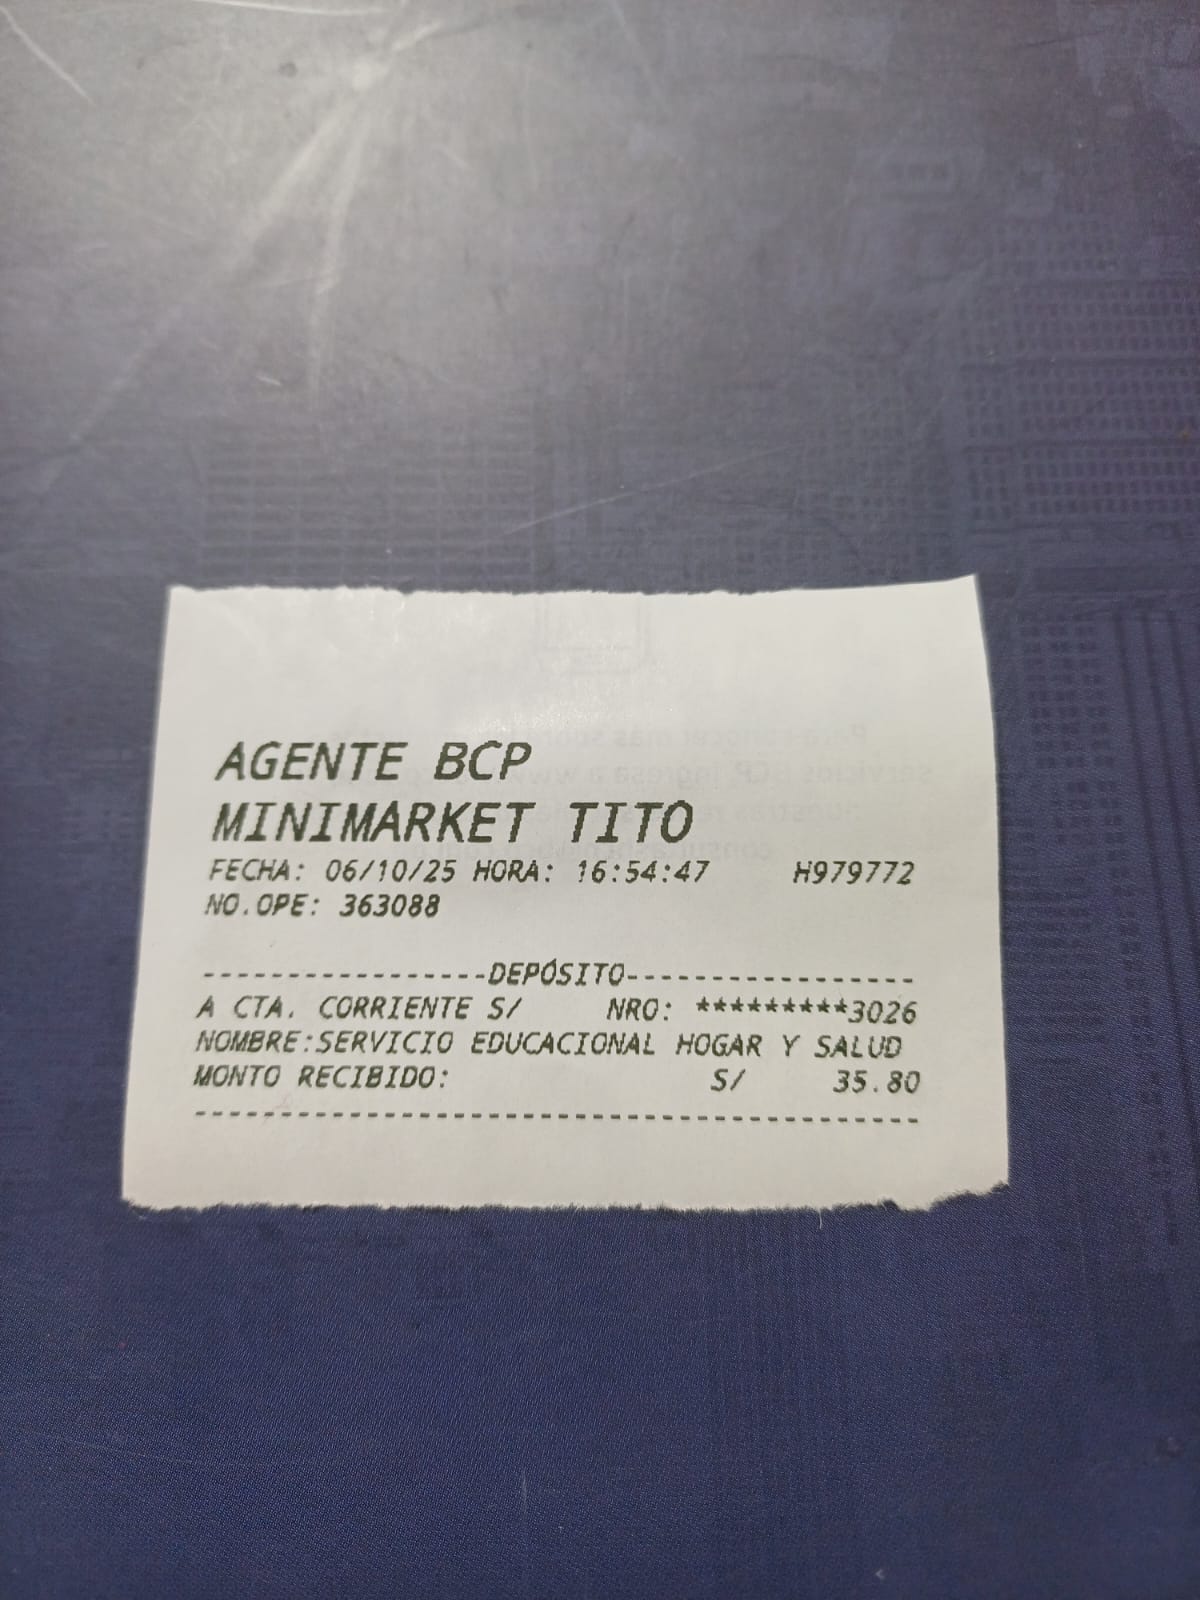 AGENTE BCP
MINIMARKET TITO
FECHA: 06/10/25 HORA: 16:54:47 H979772
NO.OPE: 363088
-----------------DEPÓSITO-----------------
A CTA. CORRIENTE S/ NRO: *********3026
NOMBRE:SERVICIO EDUCACIONAL HOGAR Y SALUD
MONTO RECIBIDO: S/ 35.80
-------------------------------------------